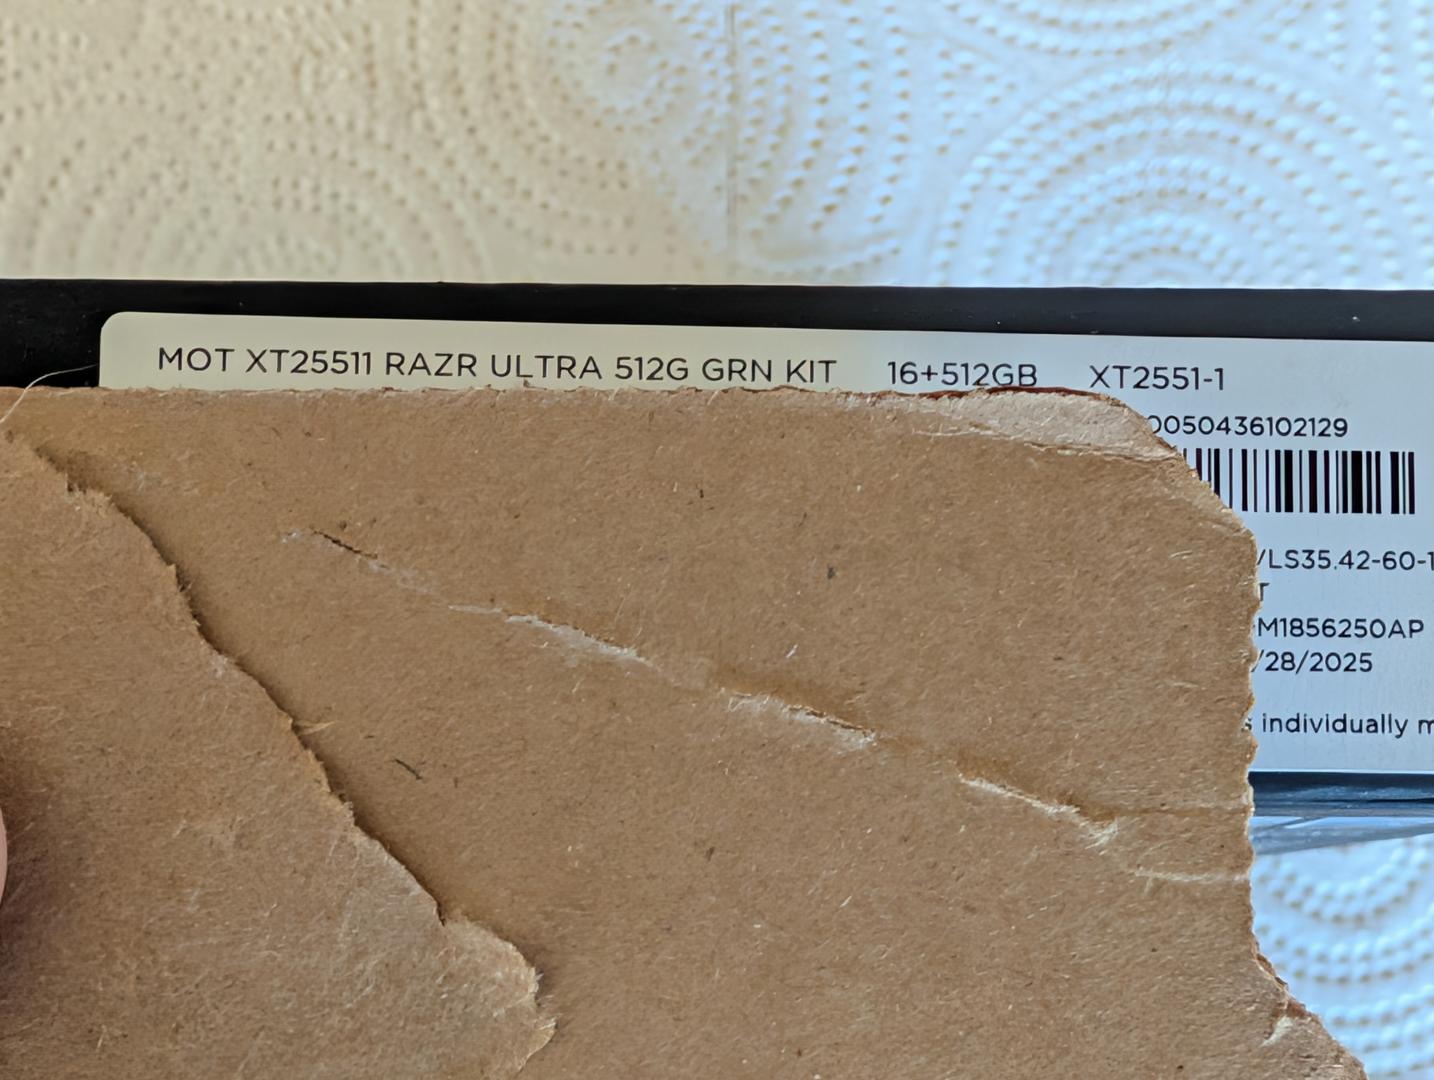 MOT XT25511 RAZR ULTRA 512G GRN KIT 16+512GB XT2551-1
0050436102129
/LS35.42-60-1
T
M1856250AP
/28/2025
s individually m